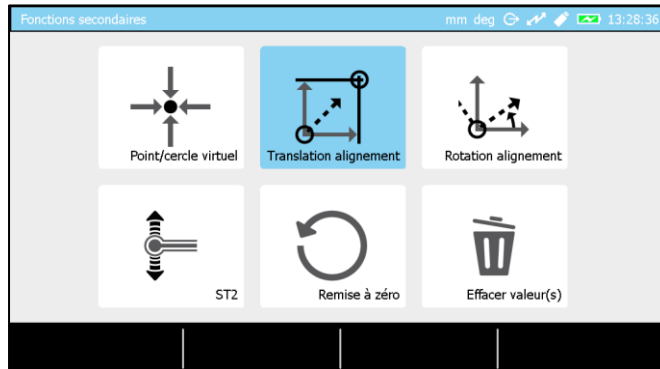 Fonctions secondaires
mm deg 13:28:36
Point/cercle virtuel
Translation alignement
Rotation alignement
ST2
Remise à zéro
Effacer valeur(s)